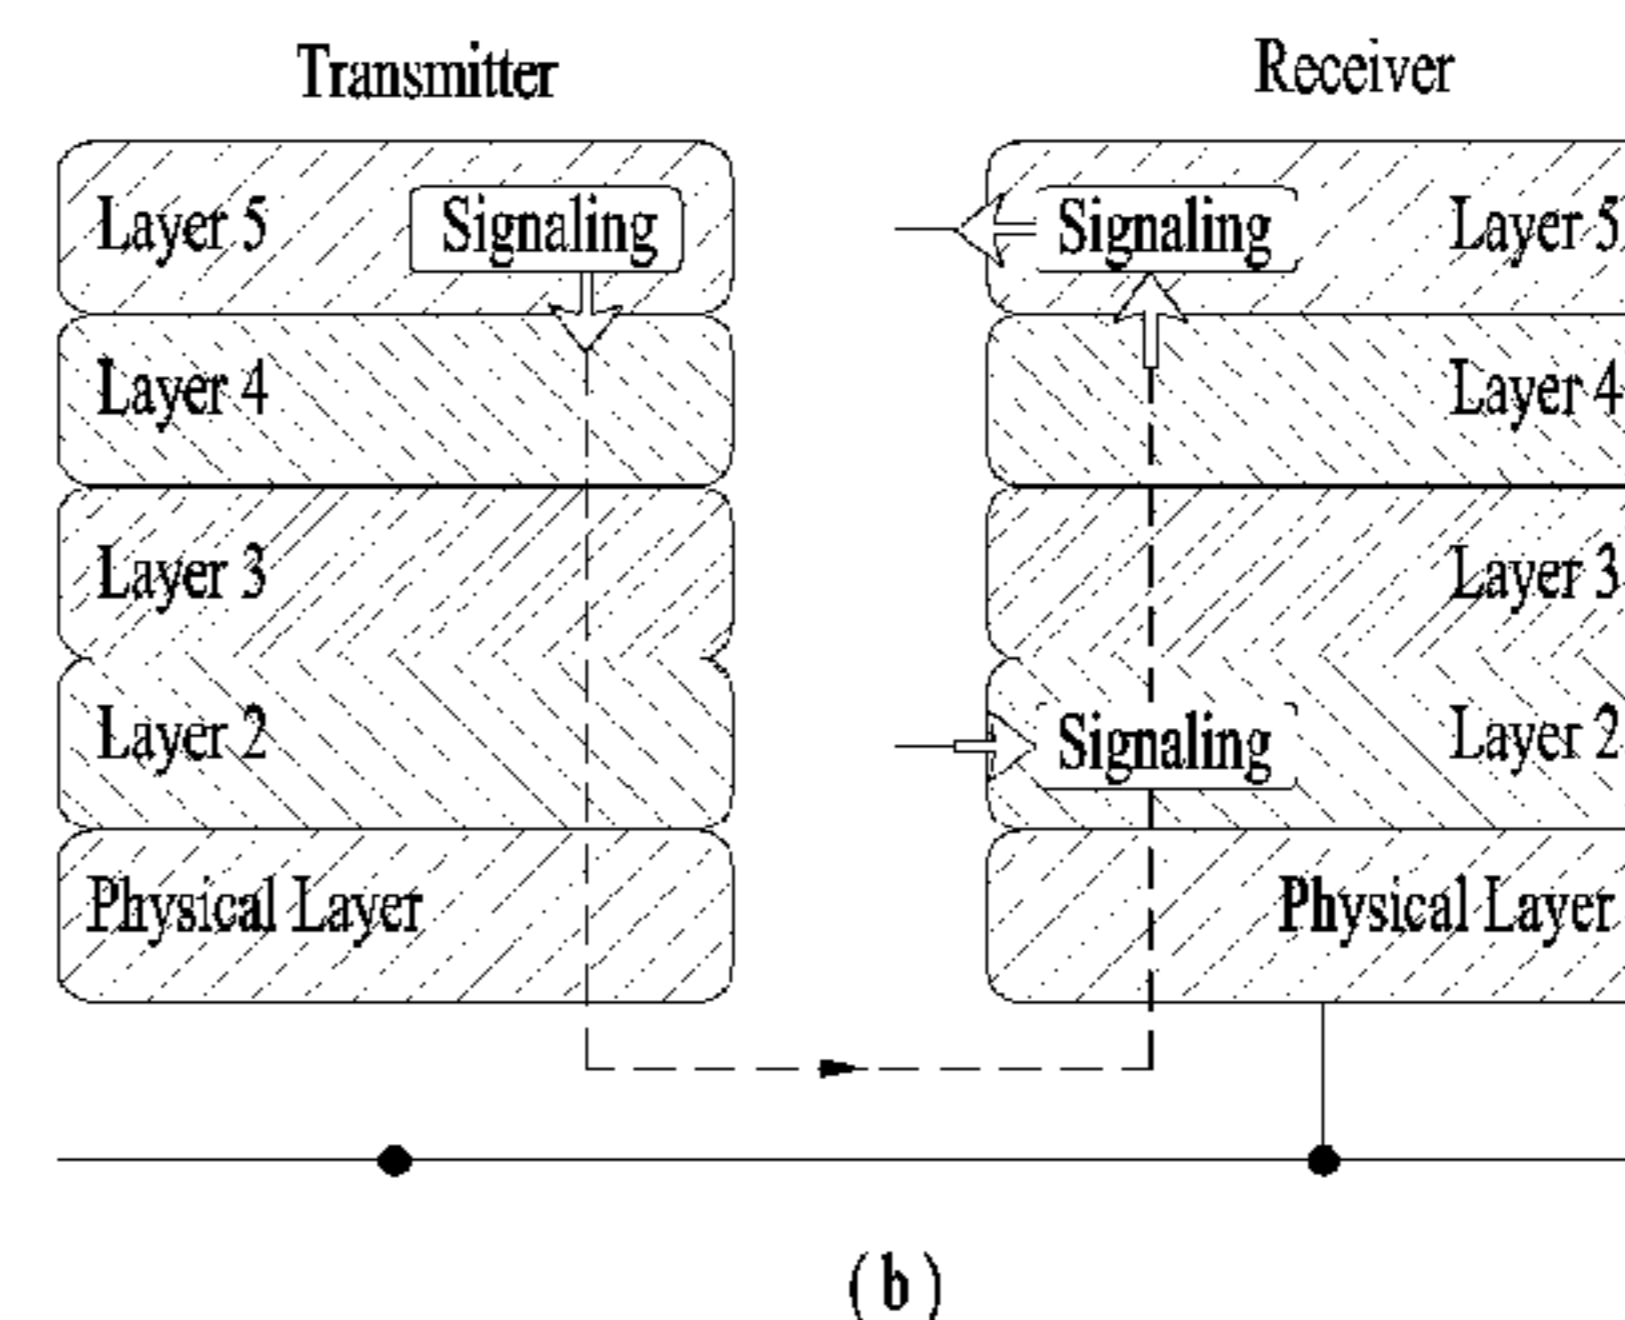 Transmitter Receiver
Layer 5 Signaling Signaling Layer 5
Layer 4 Layer 4
Layer 3 Layer 3
Layer 2 Signaling Layer 2
Physical Layer Physical Layer
( b )